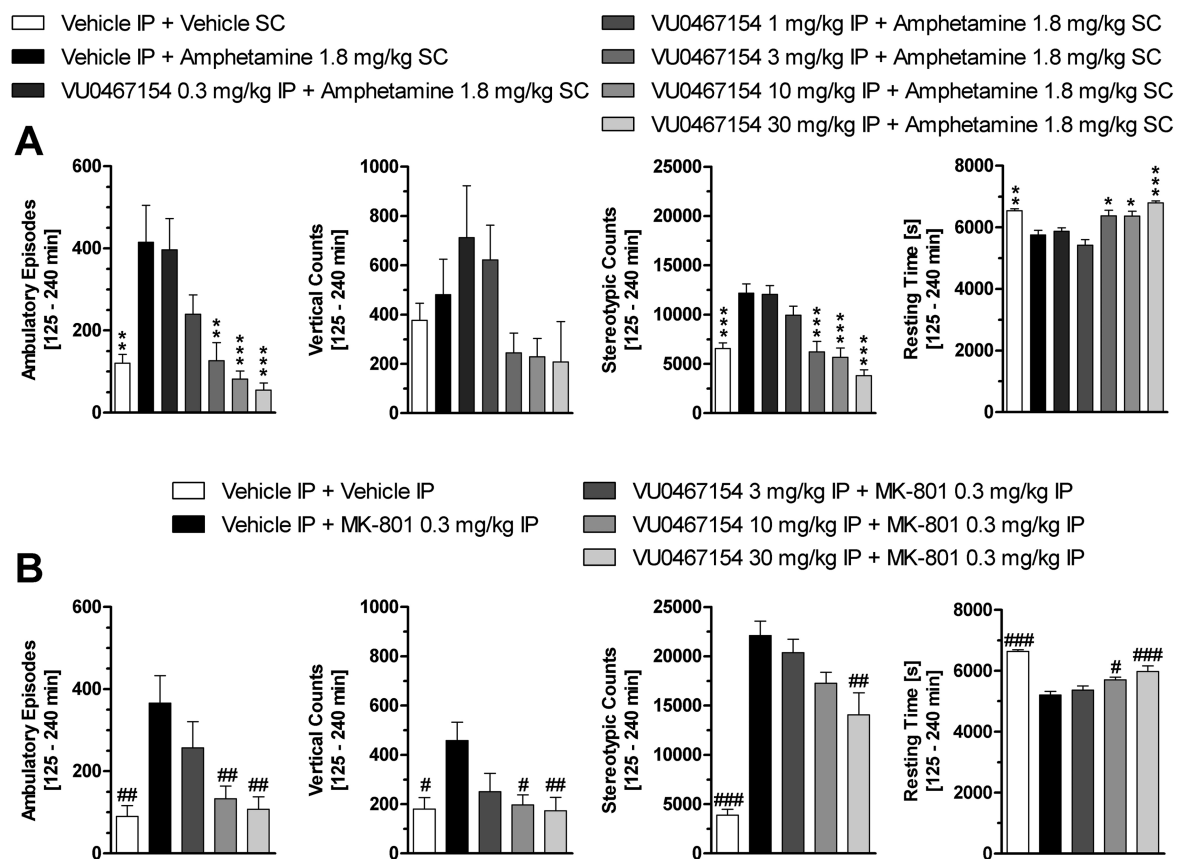 Vehicle IP + Vehicle SC
Vehicle IP + Amphetamine 1.8 mg/kg SC
VU0467154 0.3 mg/kg IP + Amphetamine 1.8 mg/kg SC
VU0467154 1 mg/kg IP + Amphetamine 1.8 mg/kg SC
VU0467154 3 mg/kg IP + Amphetamine 1.8 mg/kg SC
VU0467154 10 mg/kg IP + Amphetamine 1.8 mg/kg SC
VU0467154 30 mg/kg IP + Amphetamine 1.8 mg/kg SC
A
Ambulatory Episodes
[125 - 240 min]
600
400
200
0
**
**
***
***
Vertical Counts
[125 - 240 min]
1000
800
600
400
200
0
Stereotypic Counts
[125 - 240 min]
25000
20000
15000
10000
5000
0
***
***
***
***
Resting Time [s]
[125 - 240 min]
8000
6000
4000
2000
0
**
*
*
***
Vehicle IP + Vehicle IP
Vehicle IP + MK-801 0.3 mg/kg IP
VU0467154 3 mg/kg IP + MK-801 0.3 mg/kg IP
VU0467154 10 mg/kg IP + MK-801 0.3 mg/kg IP
VU0467154 30 mg/kg IP + MK-801 0.3 mg/kg IP
B
Ambulatory Episodes
[125 - 240 min]
600
400
200
0
##
##
##
Vertical Counts
[125 - 240 min]
1000
800
600
400
200
0
#
#
##
Stereotypic Counts
[125 - 240 min]
25000
20000
15000
10000
5000
0
###
##
Resting Time [s]
[125 - 240 min]
8000
6000
4000
2000
0
###
#
###